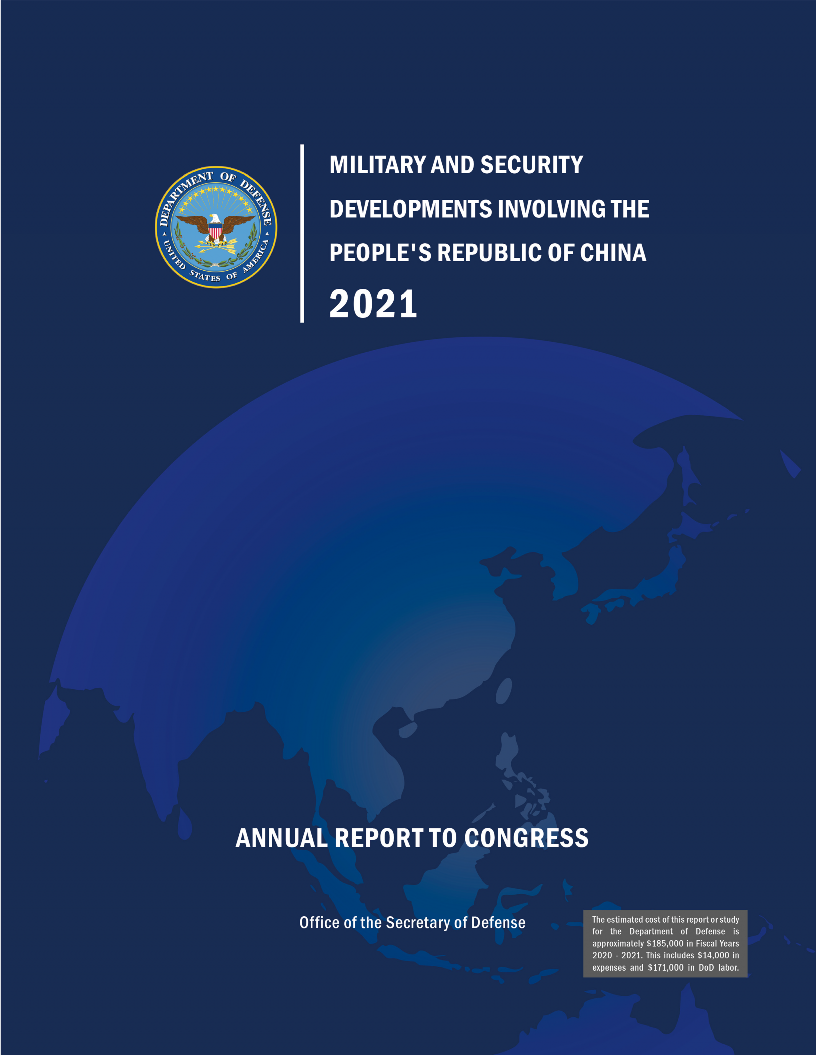 DEPARTMENT OF DEFENSE
UNITED STATES OF AMERICA
MILITARY AND SECURITY
DEVELOPMENTS INVOLVING THE
PEOPLE'S REPUBLIC OF CHINA
2021
ANNUAL REPORT TO CONGRESS
Office of the Secretary of Defense
The estimated cost of this report or study
for the Department of Defense is
approximately $185,000 in Fiscal Years
2020 - 2021. This includes $14,000 in
expenses and $171,000 in DoD labor.